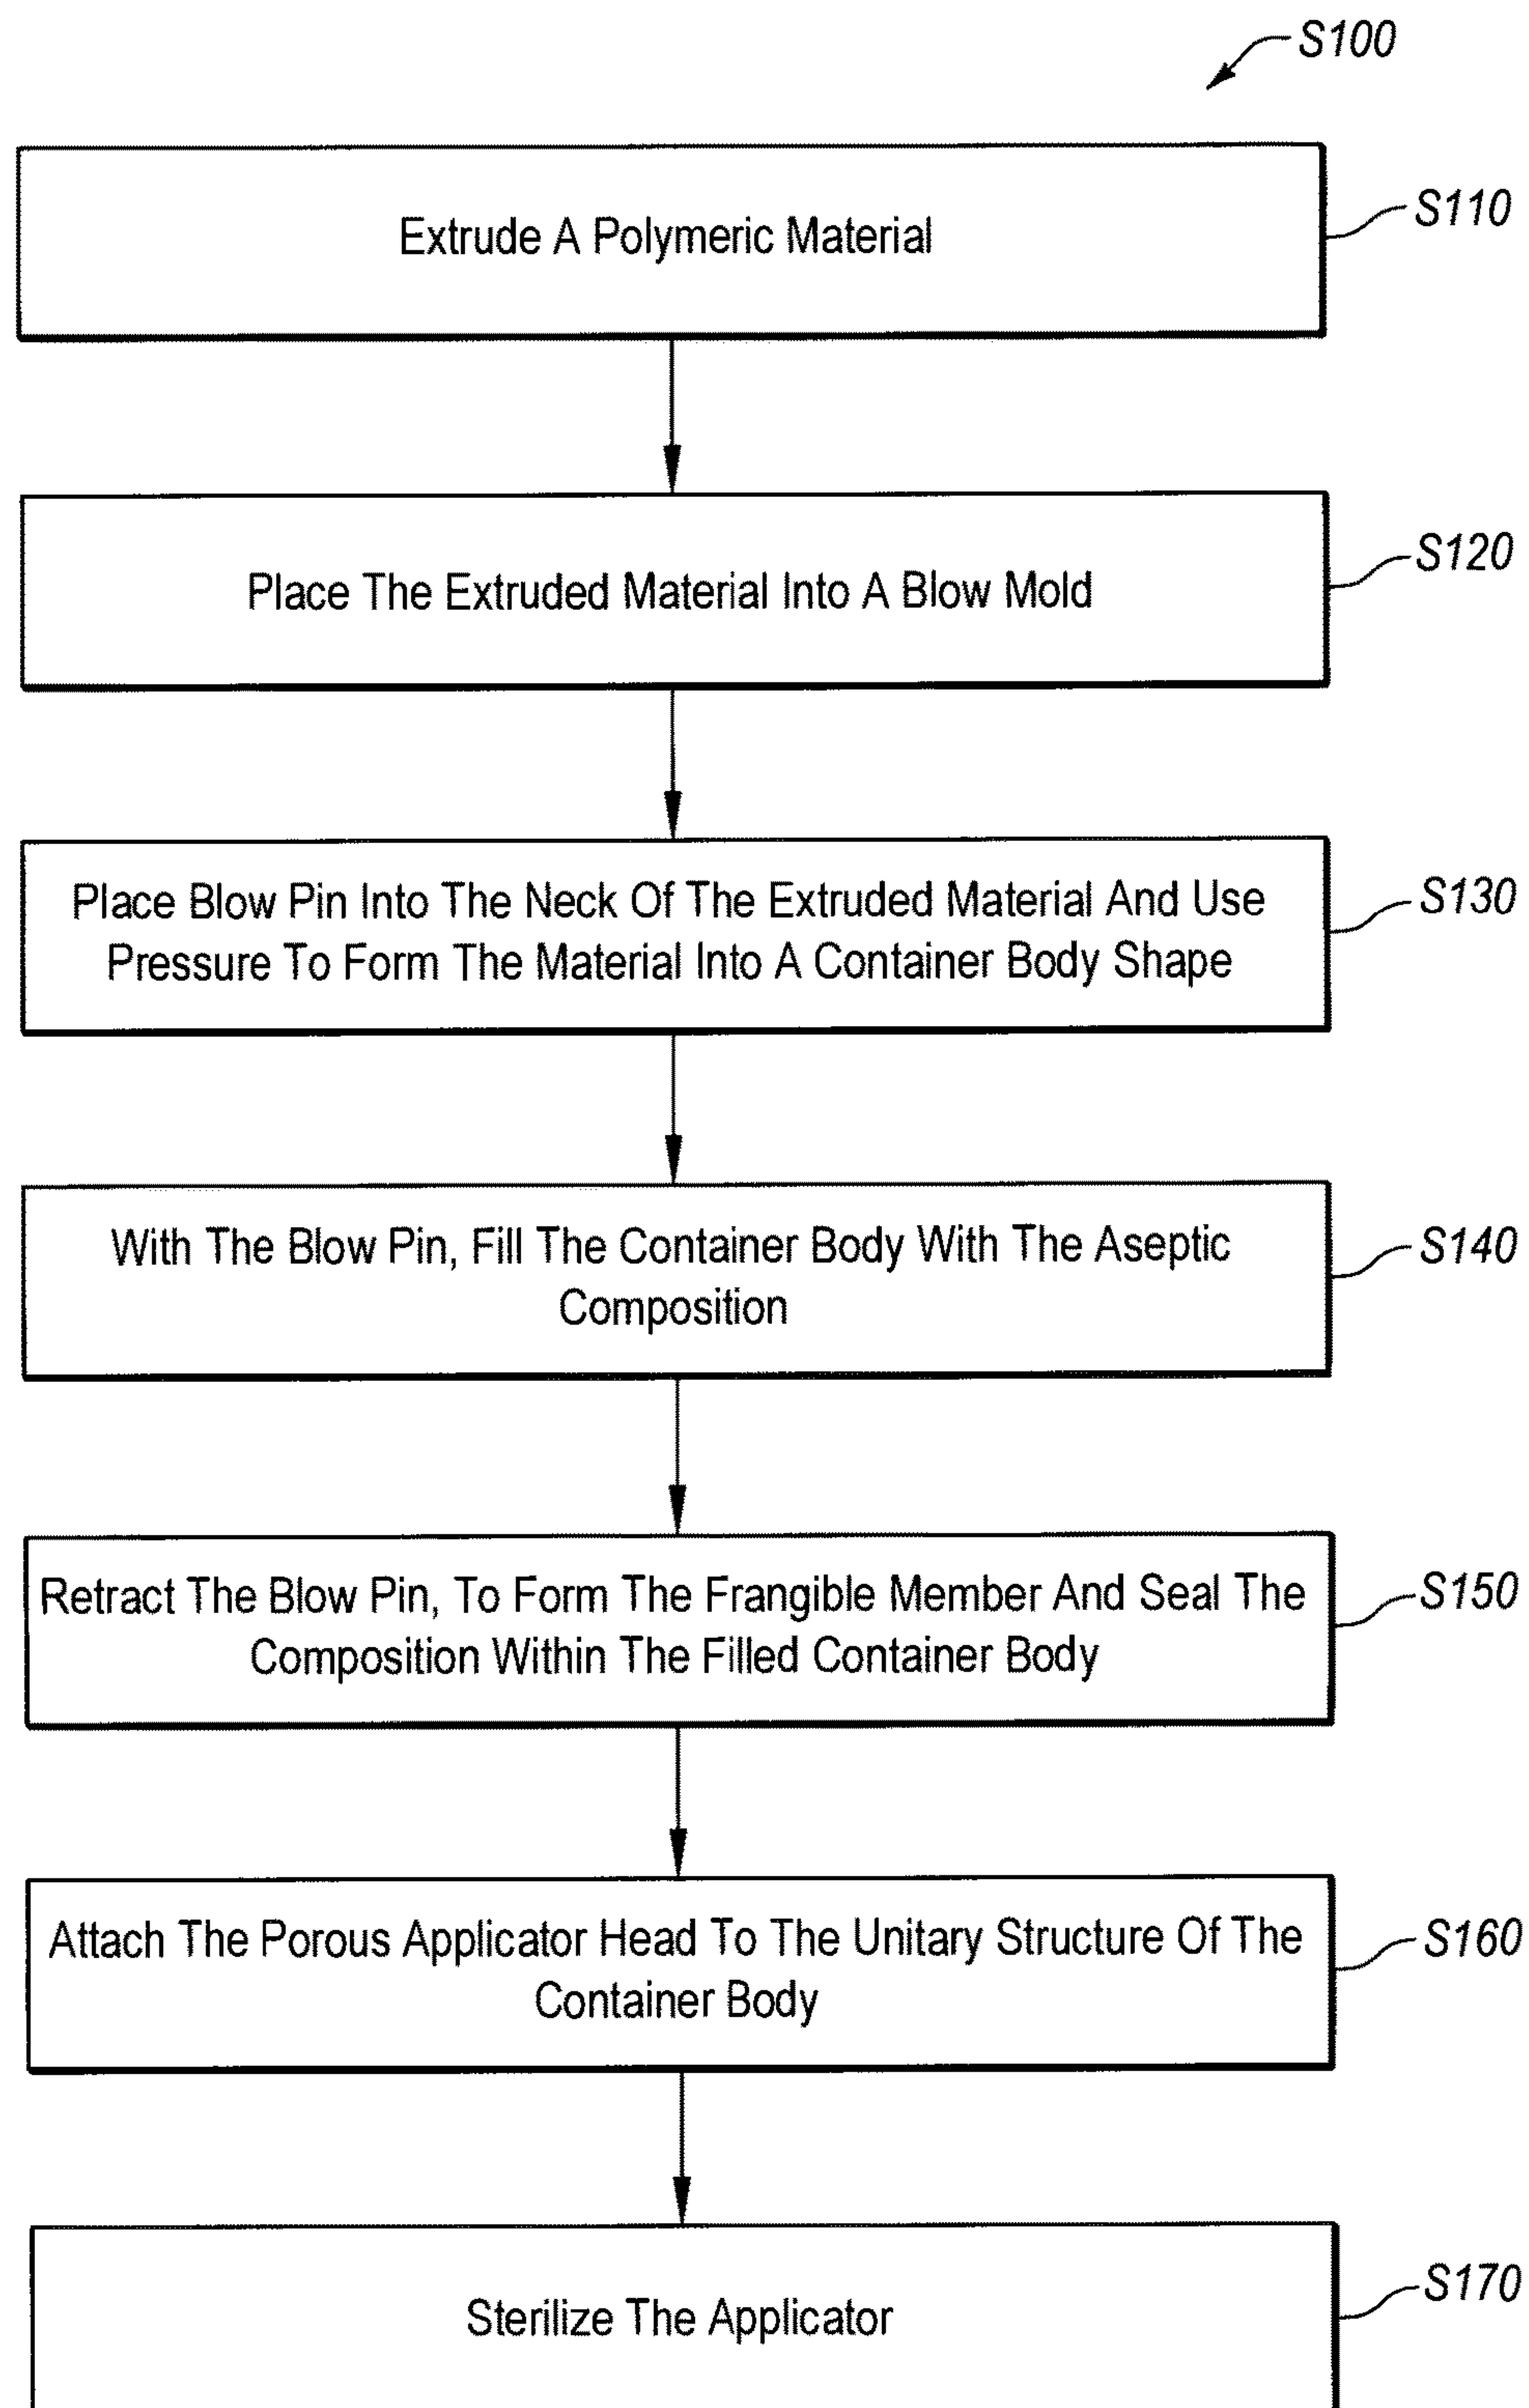 S100
Extrude A Polymeric Material
S110
Place The Extruded Material Into A Blow Mold
S120
Place Blow Pin Into The Neck Of The Extruded Material And Use
Pressure To Form The Material Into A Container Body Shape
S130
With The Blow Pin, Fill The Container Body With The Aseptic
Composition
S140
Retract The Blow Pin, To Form The Frangible Member And Seal The
Composition Within The Filled Container Body
S150
Attach The Porous Applicator Head To The Unitary Structure Of The
Container Body
S160
Sterilize The Applicator
S170